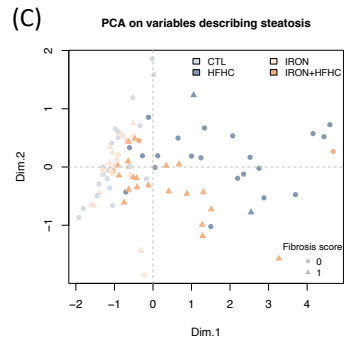 (C)
PCA on variables describing steatosis
CTL
IRON
HFHC
IRON+HFHC
Dim.2
2
1
0
−1
Fibrosis score
0
1
−2 −1 0 1 2 3 4
Dim.1